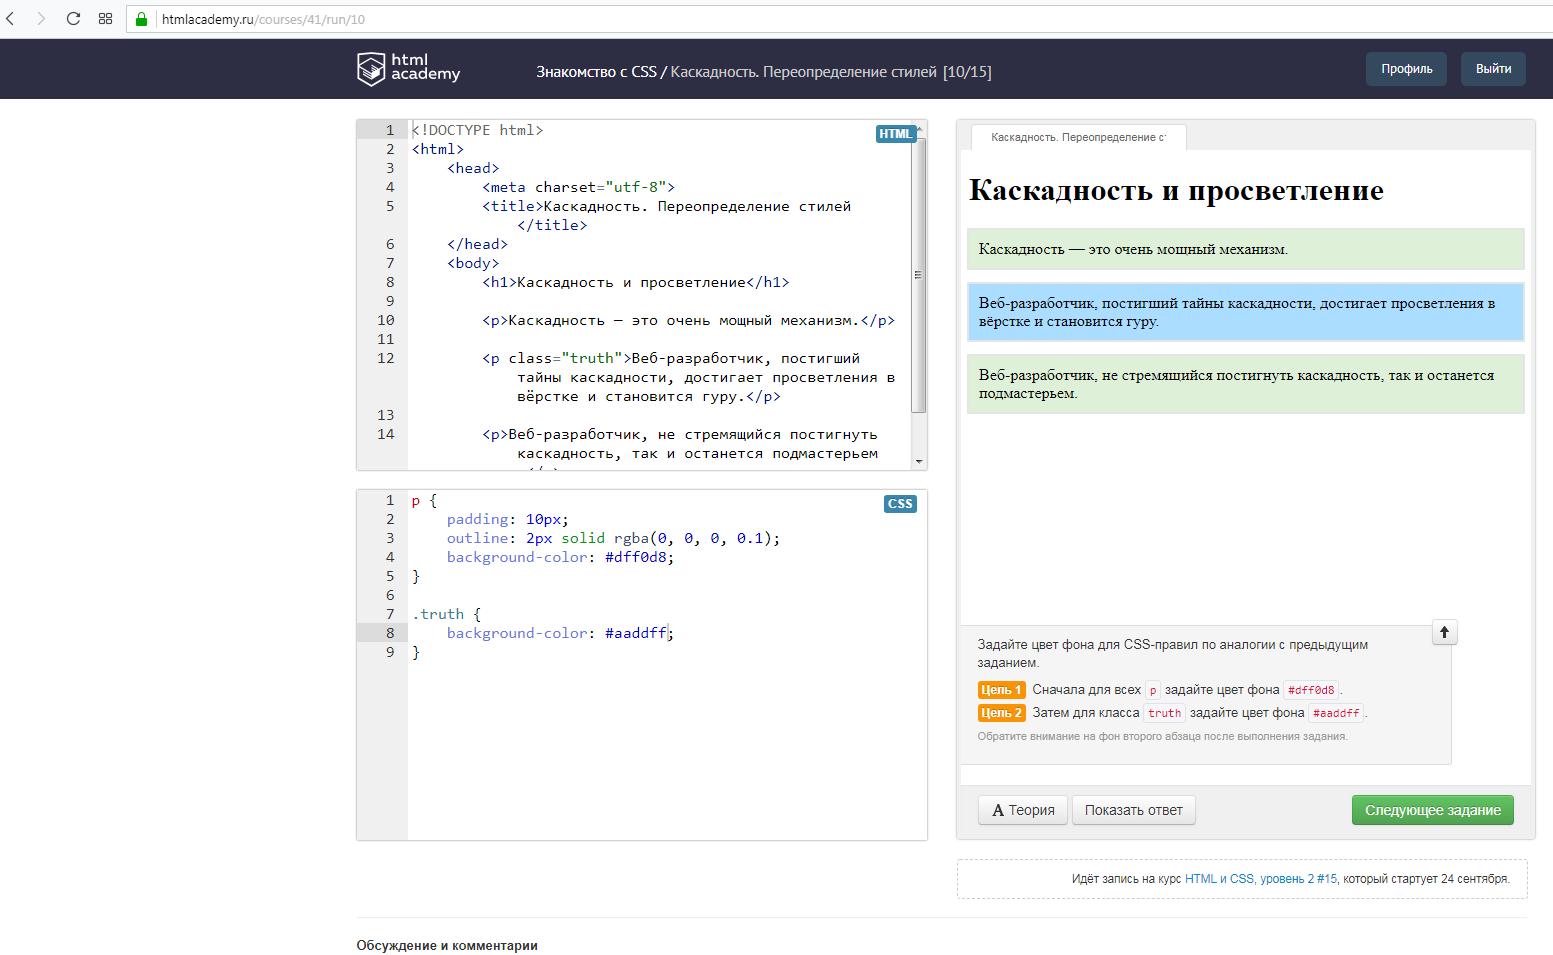 htmlacademy.ru/courses/41/run/10
html
academy
Знакомство с CSS / Каскадность. Переопределение стилей [10/15]
Профиль
Выйти
HTML
1 <!DOCTYPE html>
2 <html>
3 <head>
4 <meta charset="utf-8">
5 <title>Каскадность. Переопределение стилей
</title>
6 </head>
7 <body>
8 <h1>Каскадность и просветление</h1>
9
10 <p>Каскадность — это очень мощный механизм.</p>
11
12 <p class="truth">Веб-разработчик, постигший
тайны каскадности, достигает просветления в
вёрстке и становится гуру.</p>
13
14 <p>Веб-разработчик, не стремящийся постигнуть
каскадность, так и останется подмастерьем
CSS
1 p {
2 padding: 10px;
3 outline: 2px solid rgba(0, 0, 0, 0.1);
4 background-color: #dff0d8;
5 }
6
7 .truth {
8 background-color: #aaddff;
9 }
Каскадность. Переопределение с
Каскадность и просветление
Каскадность — это очень мощный механизм.
Веб-разработчик, постигший тайны каскадности, достигает просветления в
вёрстке и становится гуру.
Веб-разработчик, не стремящийся постигнуть каскадность, так и останется
подмастерьем.
Задайте цвет фона для CSS-правил по аналогии с предыдущим
заданием.
Цель 1 Сначала для всех p задайте цвет фона #dff0d8.
Цель 2 Затем для класса truth задайте цвет фона #aaddff.
Обратите внимание на фон второго абзаца после выполнения задания.
A Теория
Показать ответ
Следующее задание
Идёт запись на курс HTML и CSS, уровень 2 #15, который стартует 24 сентября.
Обсуждение и комментарии